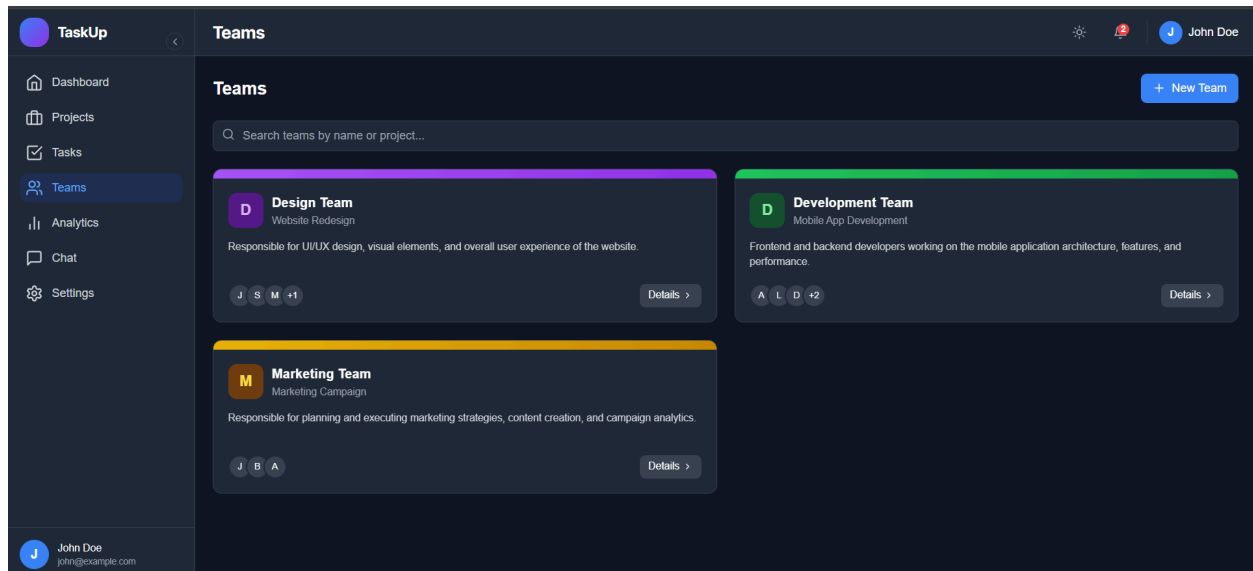 TaskUp
Teams
2
J
John Doe
Dashboard
Projects
Tasks
Teams
Analytics
Chat
Settings
Teams
+ New Team
Search teams by name or project...
D
Design Team
Website Redesign
Responsible for UI/UX design, visual elements, and overall user experience of the website.
J S M +1
Details >
D
Development Team
Mobile App Development
Frontend and backend developers working on the mobile application architecture, features, and
performance.
A L D +2
Details >
M
Marketing Team
Marketing Campaign
Responsible for planning and executing marketing strategies, content creation, and campaign analytics.
J B A
Details >
J
John Doe
john@example.com